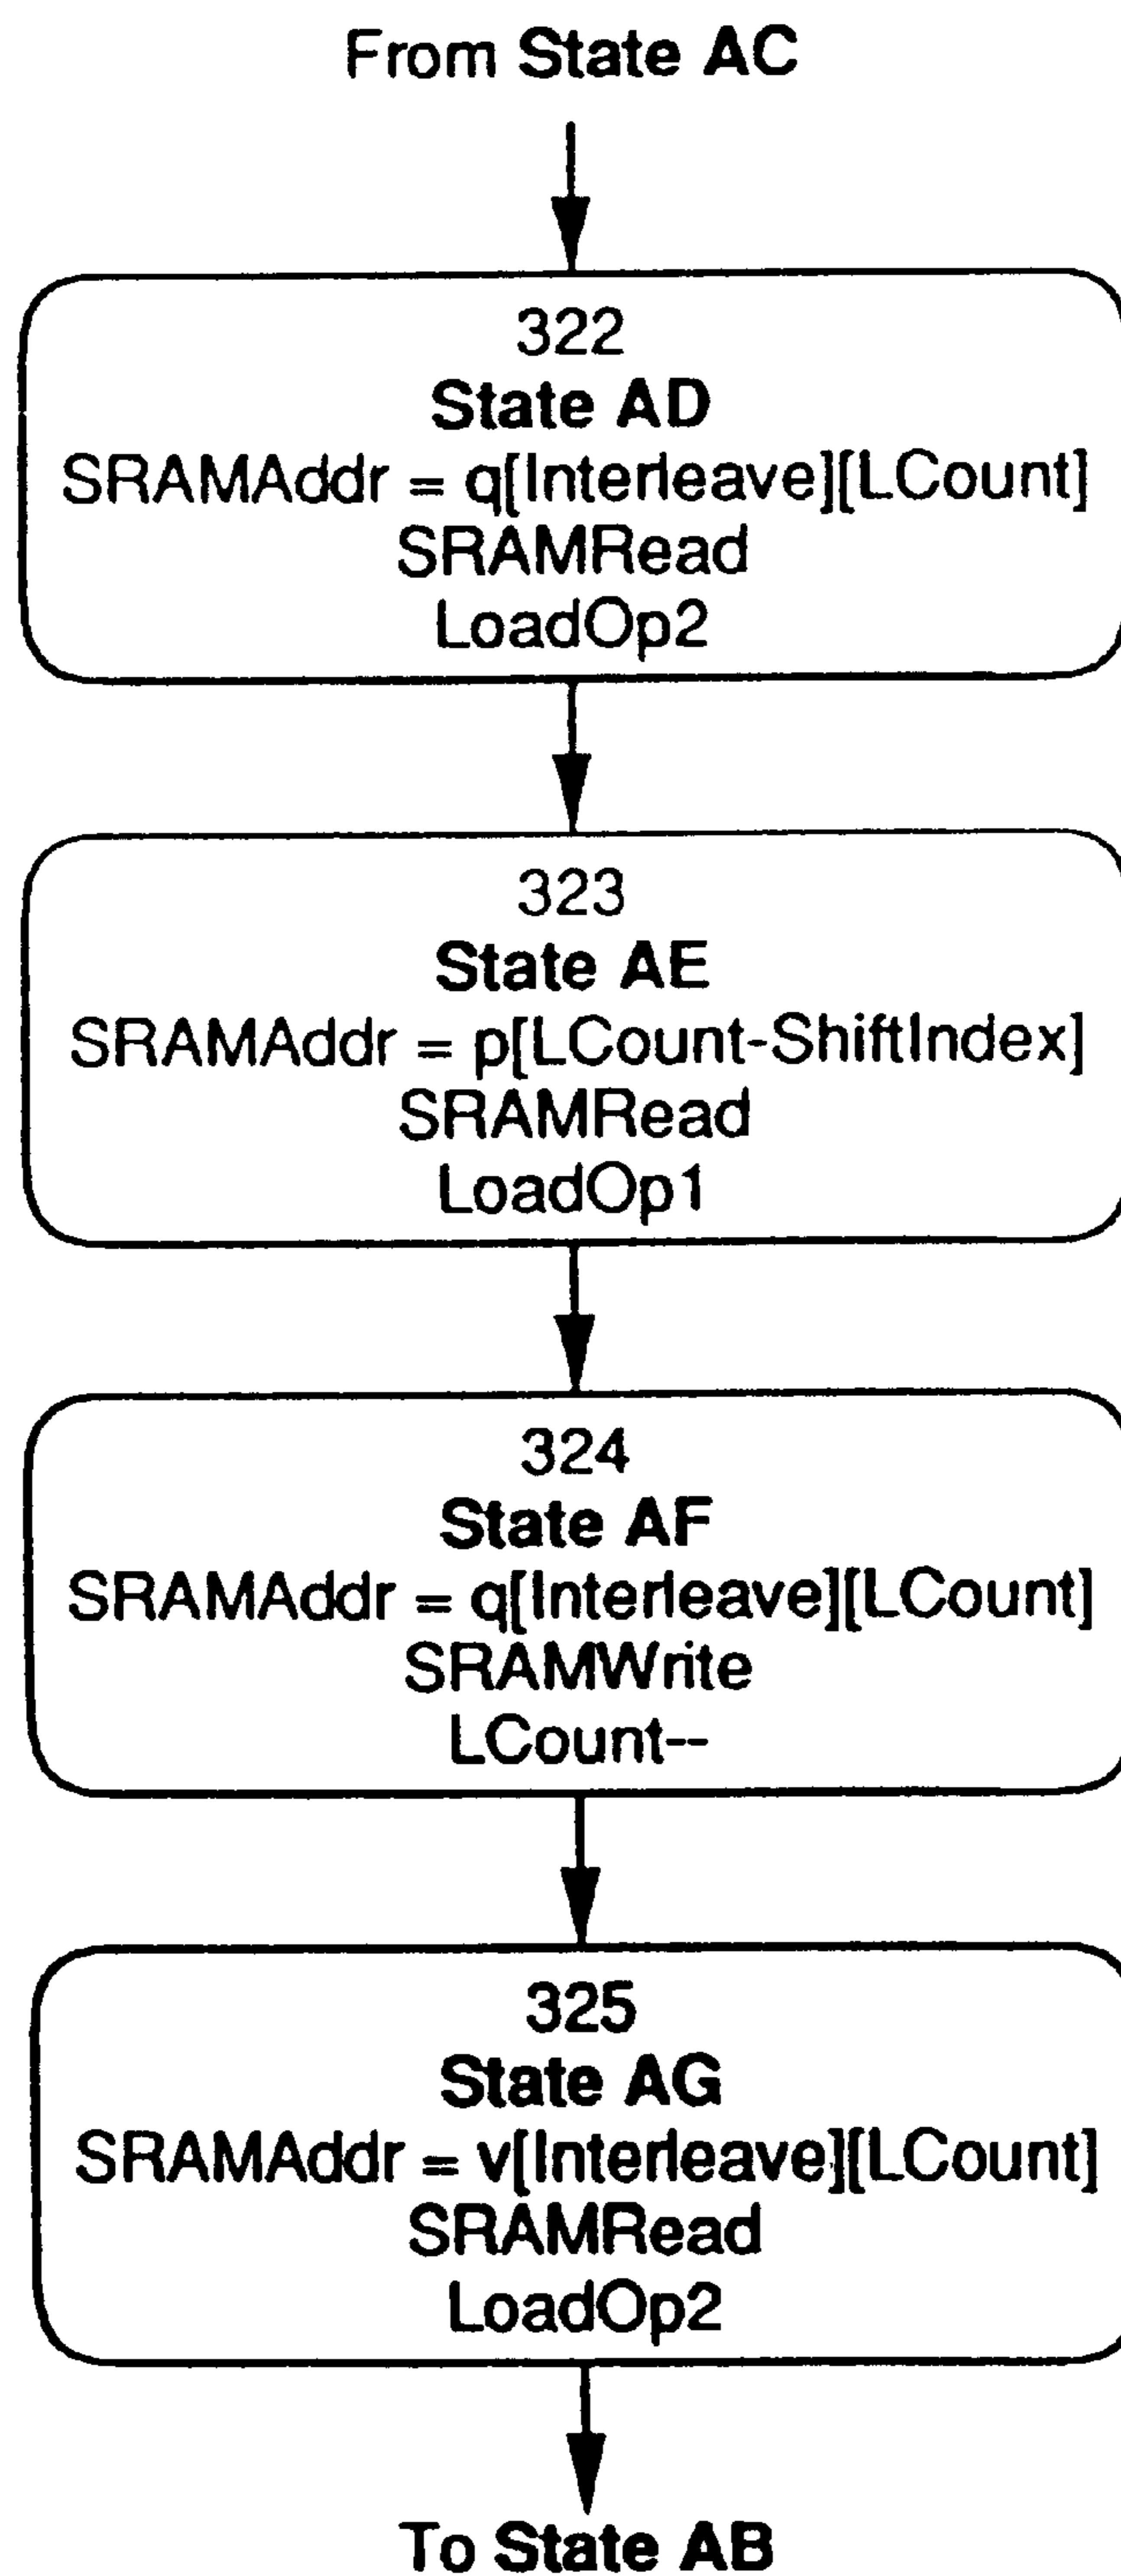 From State AC
322
State AD
SRAMAddr = q[Interleave][LCount]
SRAMRead
LoadOp2
323
State AE
SRAMAddr = p[LCount-ShiftIndex]
SRAMRead
LoadOp1
324
State AF
SRAMAddr = q[Interleave][LCount]
SRAMWrite
LCount--
325
State AG
SRAMAddr = v[Interleave][LCount]
SRAMRead
LoadOp2
To State AB